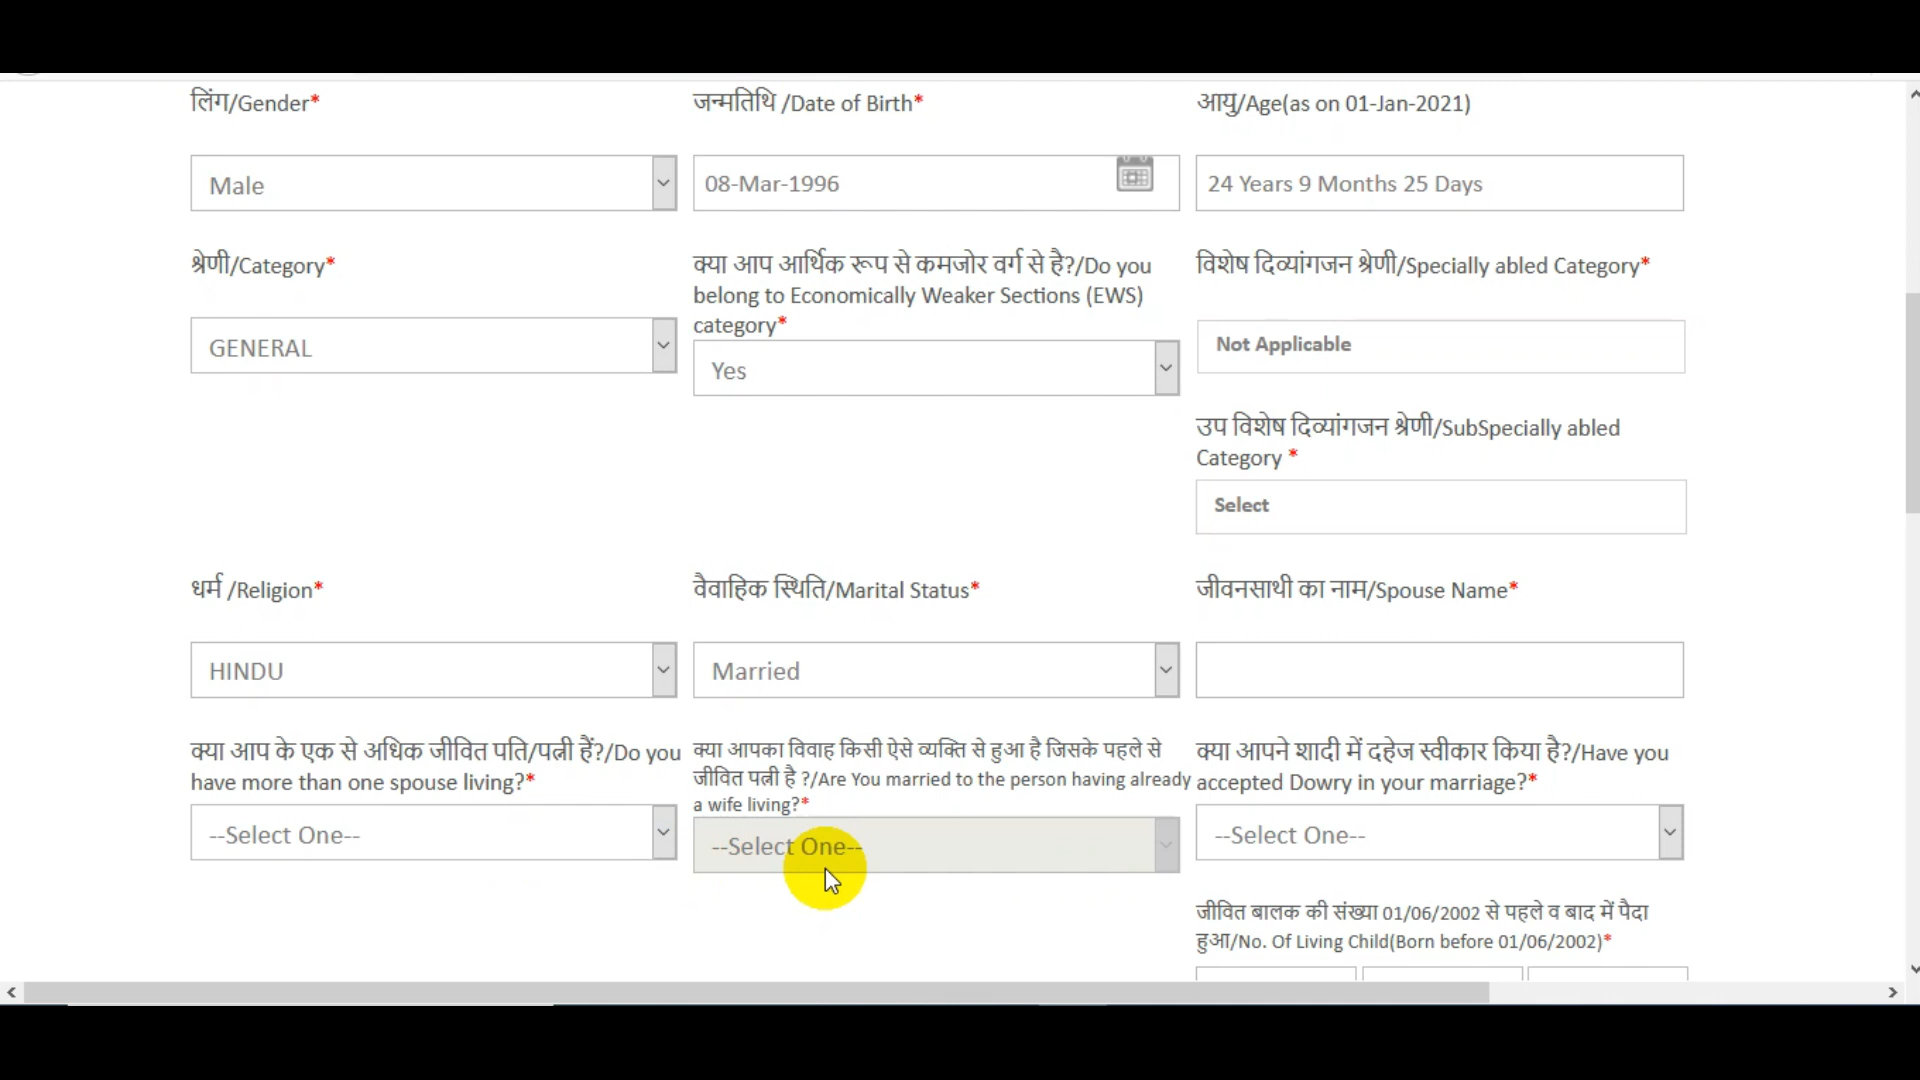 लिंग/Gender*
जन्मतिथि /Date of Birth*
आयु/Age(as on 01-Jan-2021)
Male
08-Mar-1996
24 Years 9 Months 25 Days
श्रेणी/Category*
क्या आप आर्थिक रूप से कमजोर वर्ग से है?/Do you
belong to Economically Weaker Sections (EWS)
category*
विशेष दिव्यांगजन श्रेणी/Specially abled Category*
GENERAL
Yes
Not Applicable
उप विशेष दिव्यांगजन श्रेणी/SubSpecially abled
Category *
Select
धर्म /Religion*
वैवाहिक स्थिति/Marital Status*
जीवनसाथी का नाम/Spouse Name*
HINDU
Married
क्या आप के एक से अधिक जीवित पति/पत्नी हैं?/Do you
have more than one spouse living?*
क्या आपका विवाह किसी ऐसे व्यक्ति से हुआ है जिसके पहले से
जीवित पत्नी है ?/Are You married to the person having already
a wife living?*
क्या आपने शादी में दहेज स्वीकार किया है?/Have you
accepted Dowry in your marriage?*
--Select One--
--Select One--
--Select One--
जीवित बालक की संख्या 01/06/2002 से पहले व बाद में पैदा
हुआ/No. Of Living Child(Born before 01/06/2002)*